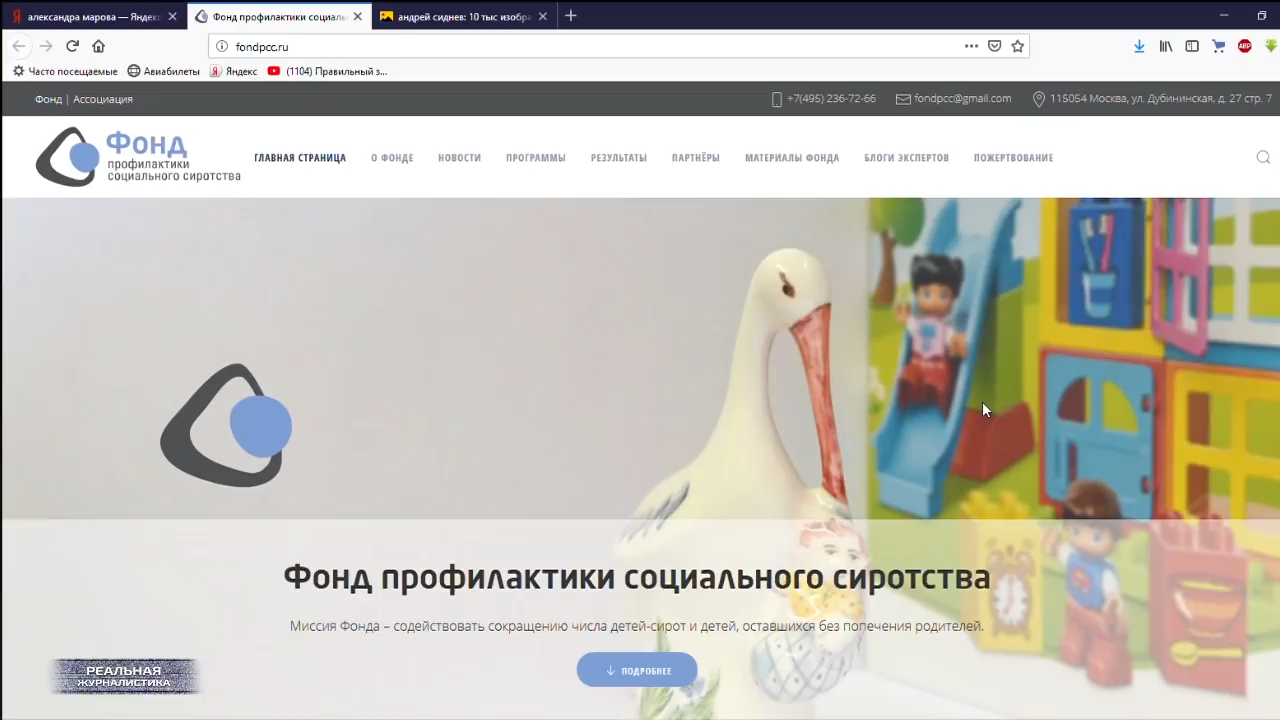 александра марова — Яндекс
Фонд профилактики социаль
андрей сиднев: 10 тыс изобра
fondpcc.ru
Часто посещаемые
Авиабилеты
Яндекс
(1104) Правильный з...
ABP
Фонд | Ассоциация
+7(495) 236-72-66
fondpcc@gmail.com
115054 Москва, ул. Дубининская, д. 27 стр. 7
Фонд
профилактики
социального сиротства
ГЛАВНАЯ СТРАНИЦА
О ФОНДЕ
НОВОСТИ
ПРОГРАММЫ
РЕЗУЛЬТАТЫ
ПАРТНЁРЫ
МАТЕРИАЛЫ ФОНДА
БЛОГИ ЭКСПЕРТОВ
ПОЖЕРТВОВАНИЕ
Фонд профилактики социального сиротства
Миссия Фонда – содействовать сокращению числа детей-сирот и детей, оставшихся без попечения родителей.
ПОДРОБНЕЕ
РЕАЛЬНАЯ
ЖУРНАЛИСТИКА